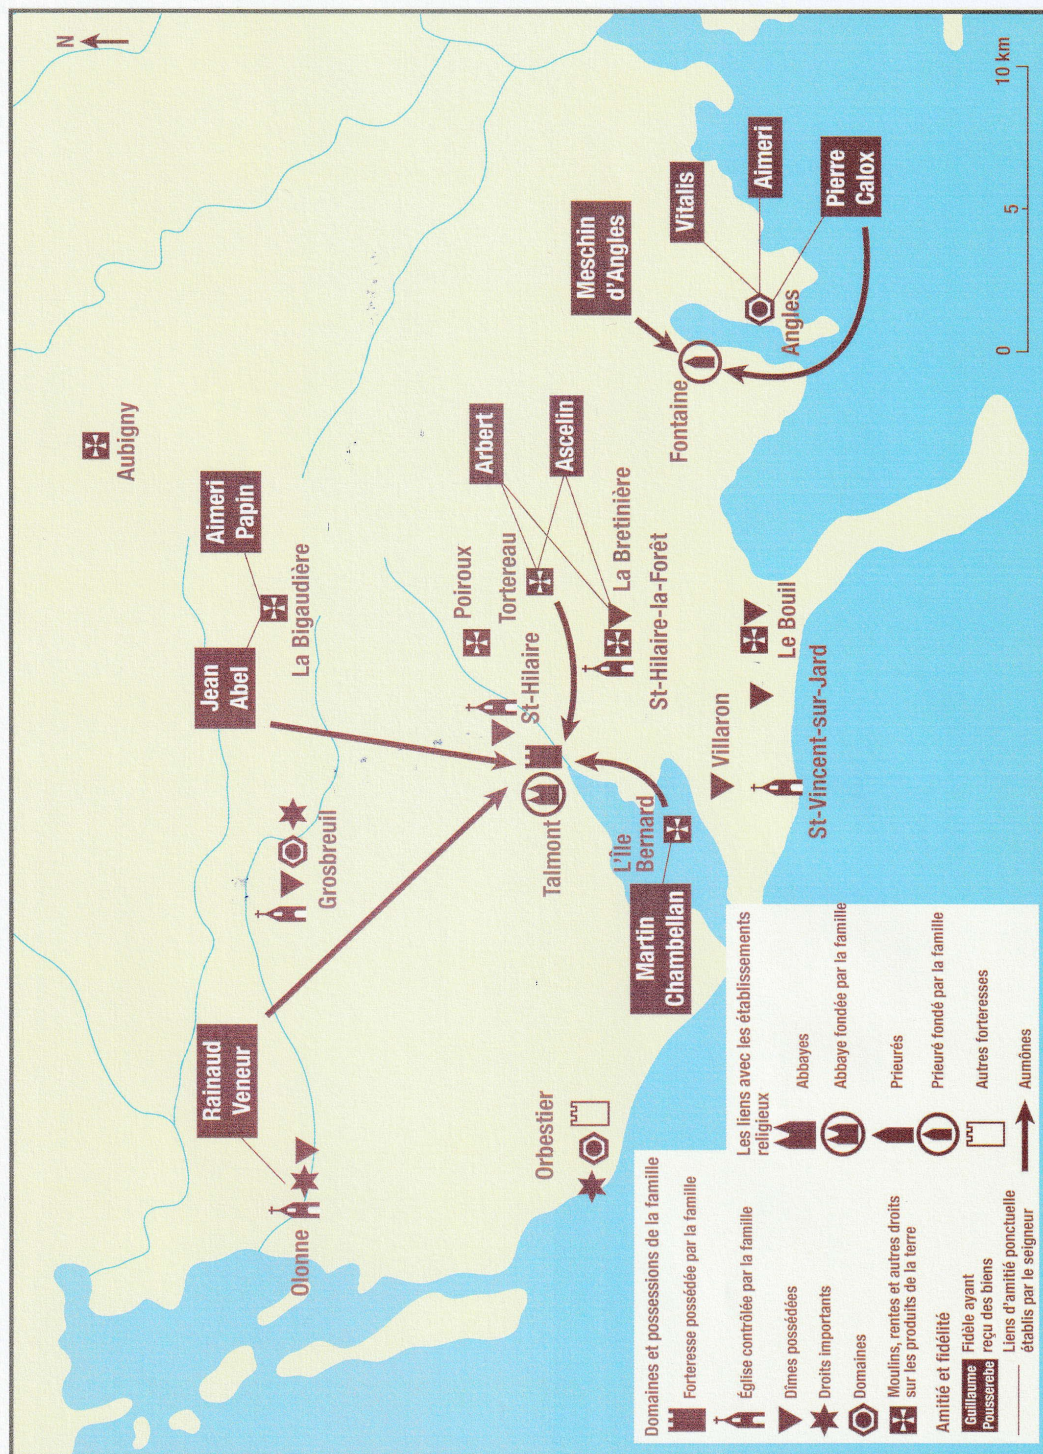 N
Aubigny
Aimeri
Papin
Jean
Abel
La Bigaudière
Grosbreuil
Rainaud
Veneur
Olonne
Poiroux
Tortereau
Arbert
Ascelin
St-Hilaire
La Bretinière
St-Hilaire-la-Forêt
Talmont
L'Île
Bernard
Martin
Chambellan
Orbestier
Meschin
d'Angles
Vitalis
Aimeri
Pierre
Calox
Fontaine
Angles
Villaron
Le Bouil
St-Vincent-sur-Jard
0
5
10 km
Domaines et possessions de la famille
Forteresse possédée par la famille
Église contrôlée par la famille
Dîmes possédées
Droits importants
Domaines
Moulins, rentes et autres droits
sur les produits de la terre
Amitié et fidélité
Guillaume
Pousserebe
Fidèle ayant
reçu des biens
Liens d'amitié ponctuelle
établis par le seigneur
Les liens avec les établissements
religieux
Abbayes
Abbaye fondée par la famille
Prieurés
Prieuré fondé par la famille
Autres forteresses
Aumônes